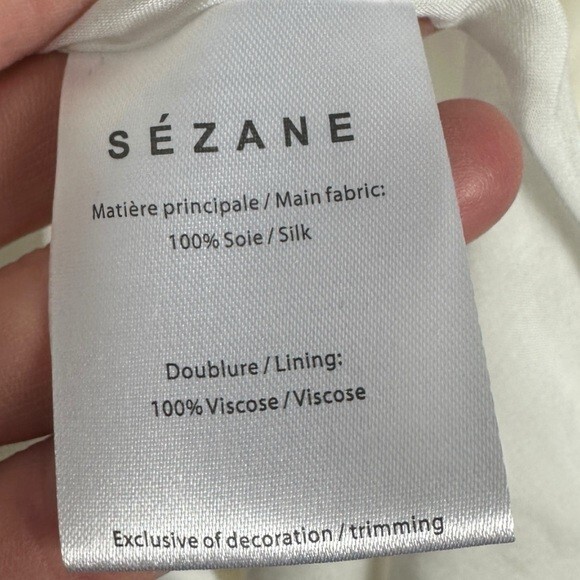 SÉZANE
Matière principale / Main fabric:
100% Soie / Silk
Doublure / Lining:
100% Viscose / Viscose
Exclusive of decoration / trimming